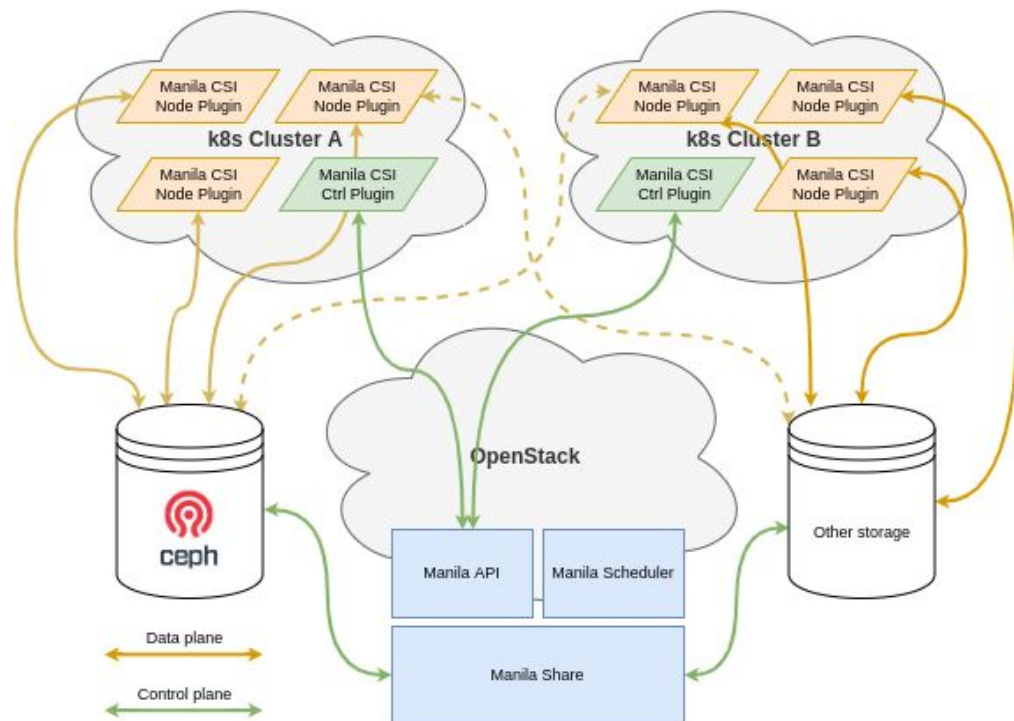 Manila CSI
Node Plugin
Manila CSI
Node Plugin
k8s Cluster A
Manila CSI
Node Plugin
Manila CSI
Ctrl Plugin
Manila CSI
Node Plugin
Manila CSI
Node Plugin
k8s Cluster B
Manila CSI
Ctrl Plugin
Manila CSI
Node Plugin
OpenStack
ceph
Other storage
Manila API
Manila Scheduler
Manila Share
Data plane
Control plane